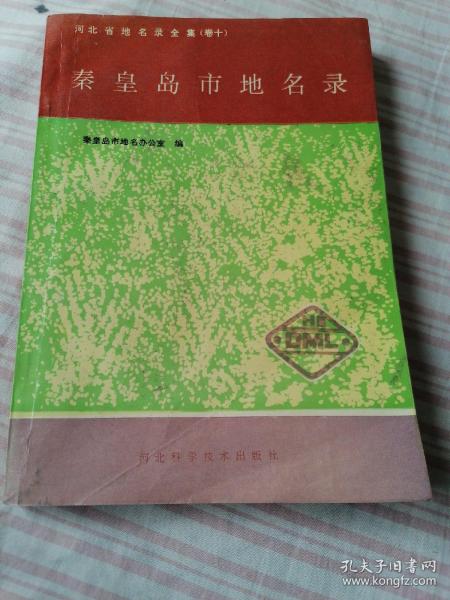 河北省地名录全集（卷十）
秦皇岛市地名录
秦皇岛市地名办公室 编
HB
DML
河北科学技术出版社
孔夫子旧书网
www.kongfz.com